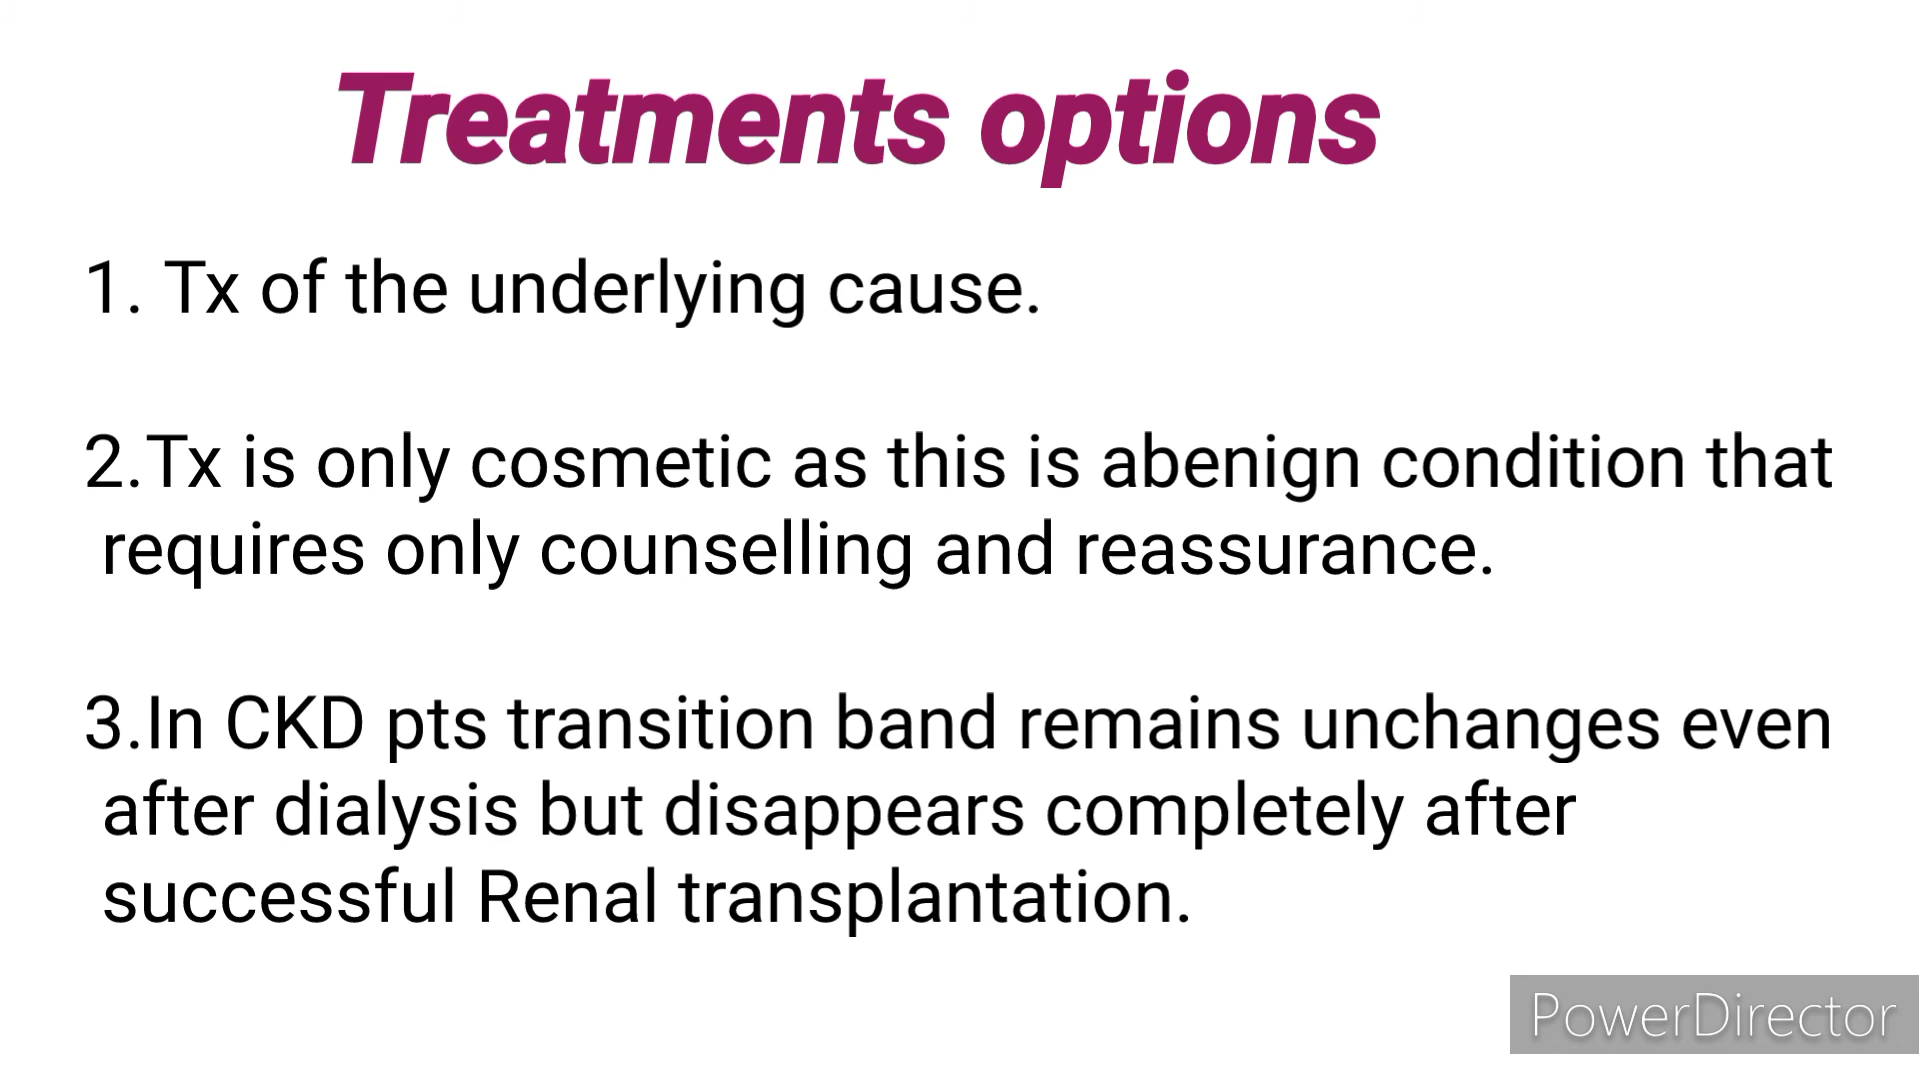 Treatments options
1. Tx of the underlying cause.
2.Tx is only cosmetic as this is abenign condition that
requires only counselling and reassurance.
3.In CKD pts transition band remains unchanges even
after dialysis but disappears completely after
successful Renal transplantation.
PowerDirector